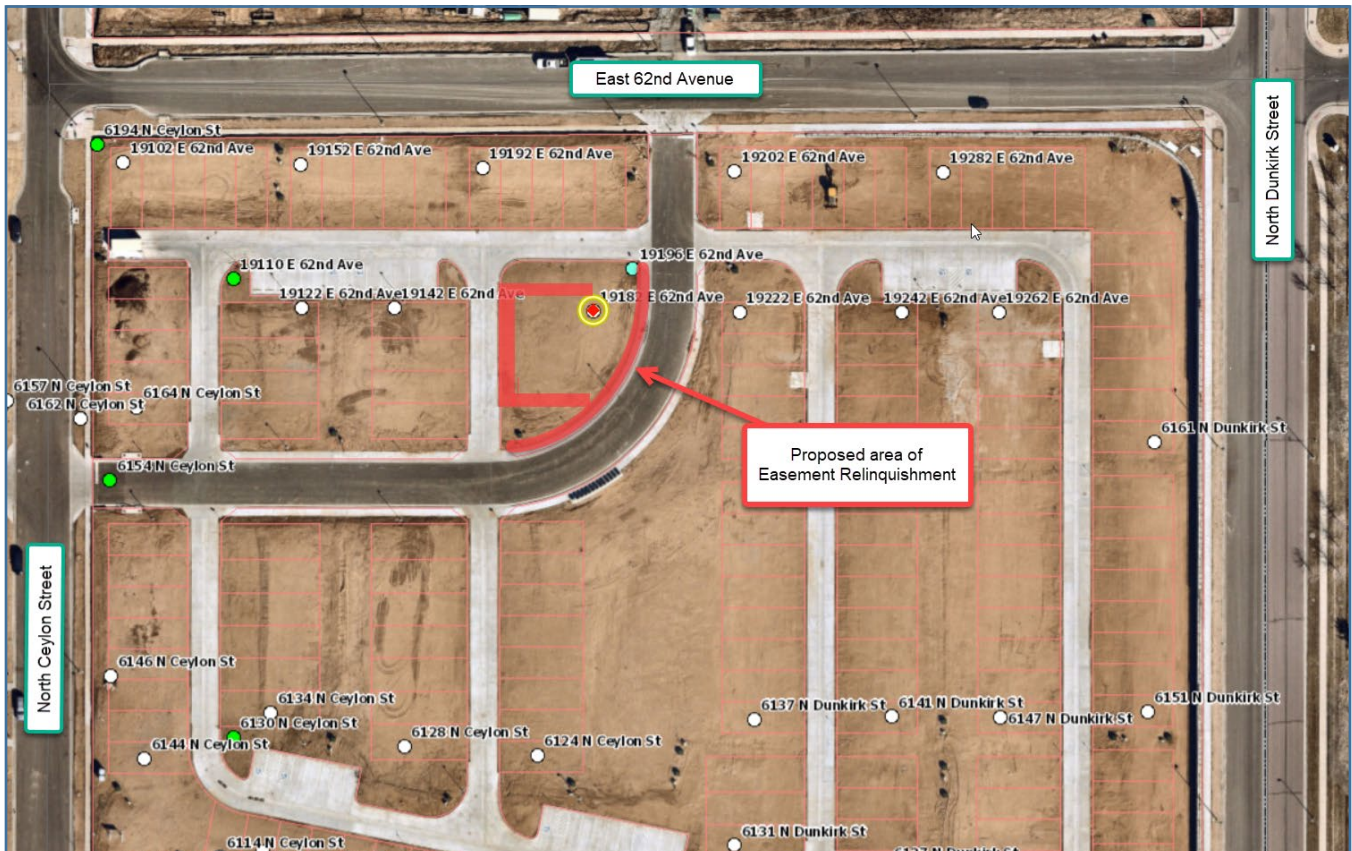 East 62nd Avenue
North Dunkirk Street
6194 N Ceylon St
19102 E 62nd Ave
19152 E 62nd Ave
19192 E 62nd Ave
19202 E 62nd Ave
19282 E 62nd Ave
19110 E 62nd Ave
19196 E 62nd Ave
19122 E 62nd Ave
19142 E 62nd Ave
19182 E 62nd Ave
19222 E 62nd Ave
19242 E 62nd Ave
19262 E 62nd Ave
6157 N Ceylon St
6164 N Ceylon St
6162 N Ceylon St
6161 N Dunkirk St
Proposed area of
Easement Relinquishment
6154 N Ceylon St
North Ceylon Street
6146 N Ceylon St
6134 N Ceylon St
6130 N Ceylon St
6137 N Dunkirk St
6141 N Dunkirk St
6147 N Dunkirk St
6151 N Dunkirk St
6144 N Ceylon St
6128 N Ceylon St
6124 N Ceylon St
6131 N Dunkirk St
6114 N Ceylon St